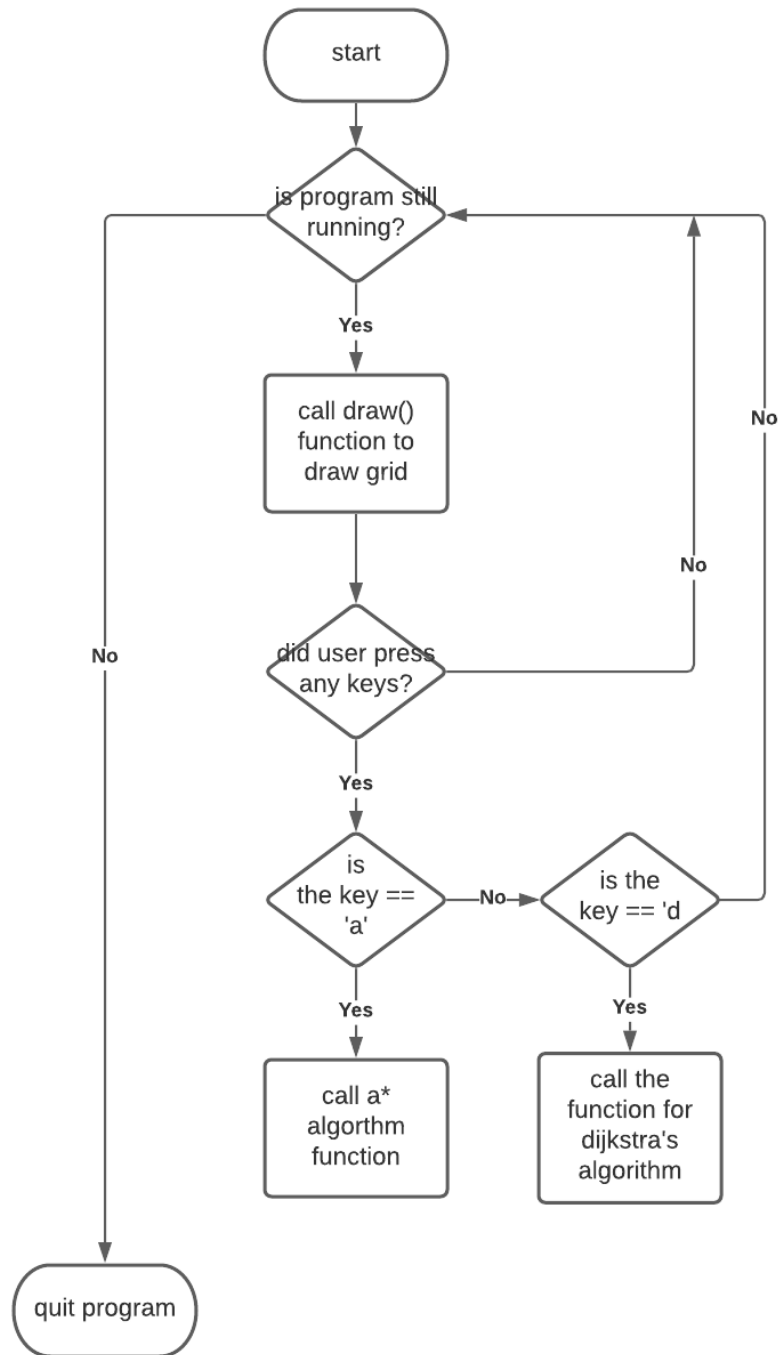 start
is program still
running?
Yes
call draw()
function to
draw grid
No
No
No
did user press
any keys?
Yes
is
the key ==
'a'
No
is the
key == 'd
Yes
Yes
call a*
algorthm
function
call the
function for
dijkstra's
algorithm
quit program